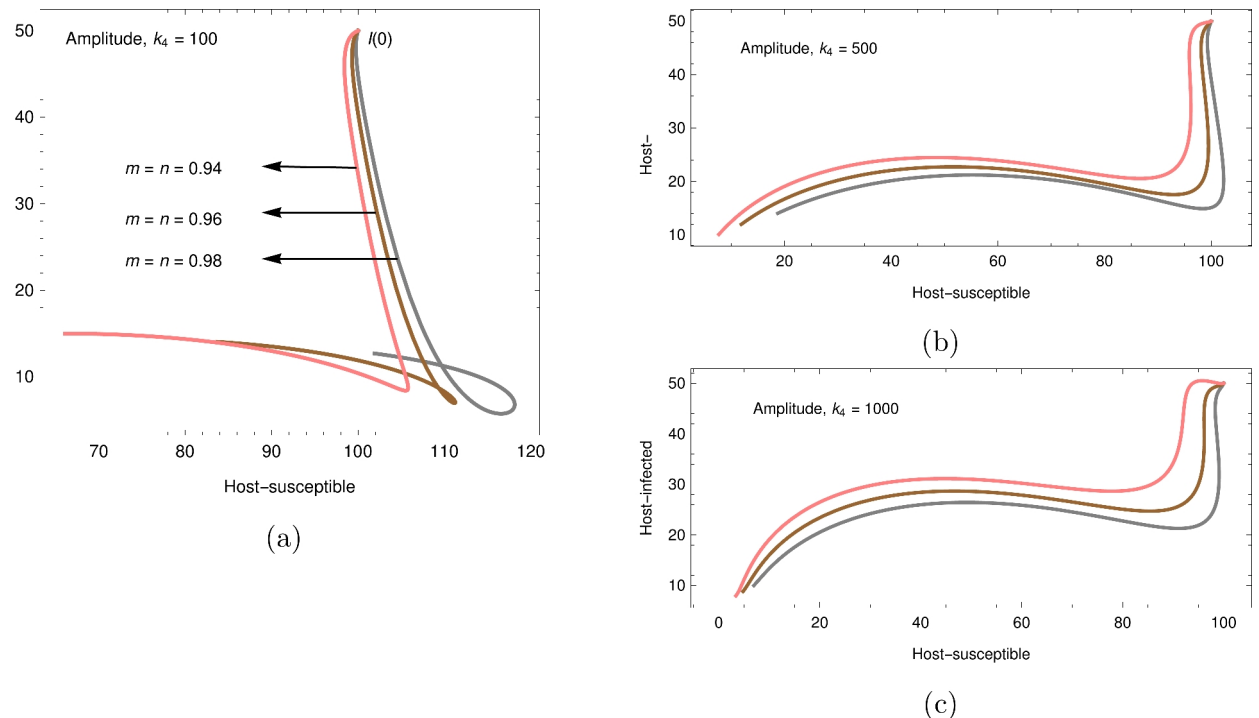 50
Amplitude, k₄ = 100
I(0)
40
m = n = 0.94
30
m = n = 0.96
20
m = n = 0.98
10
70 80 90 100 110 120
Host-susceptible
(a)
50
Amplitude, k₄ = 500
40
Host-
30
20
10
20 40 60 80 100
Host-susceptible
(b)
50
Amplitude, k₄ = 1000
40
Host-infected
30
20
10
0 20 40 60 80 100
Host-susceptible
(c)